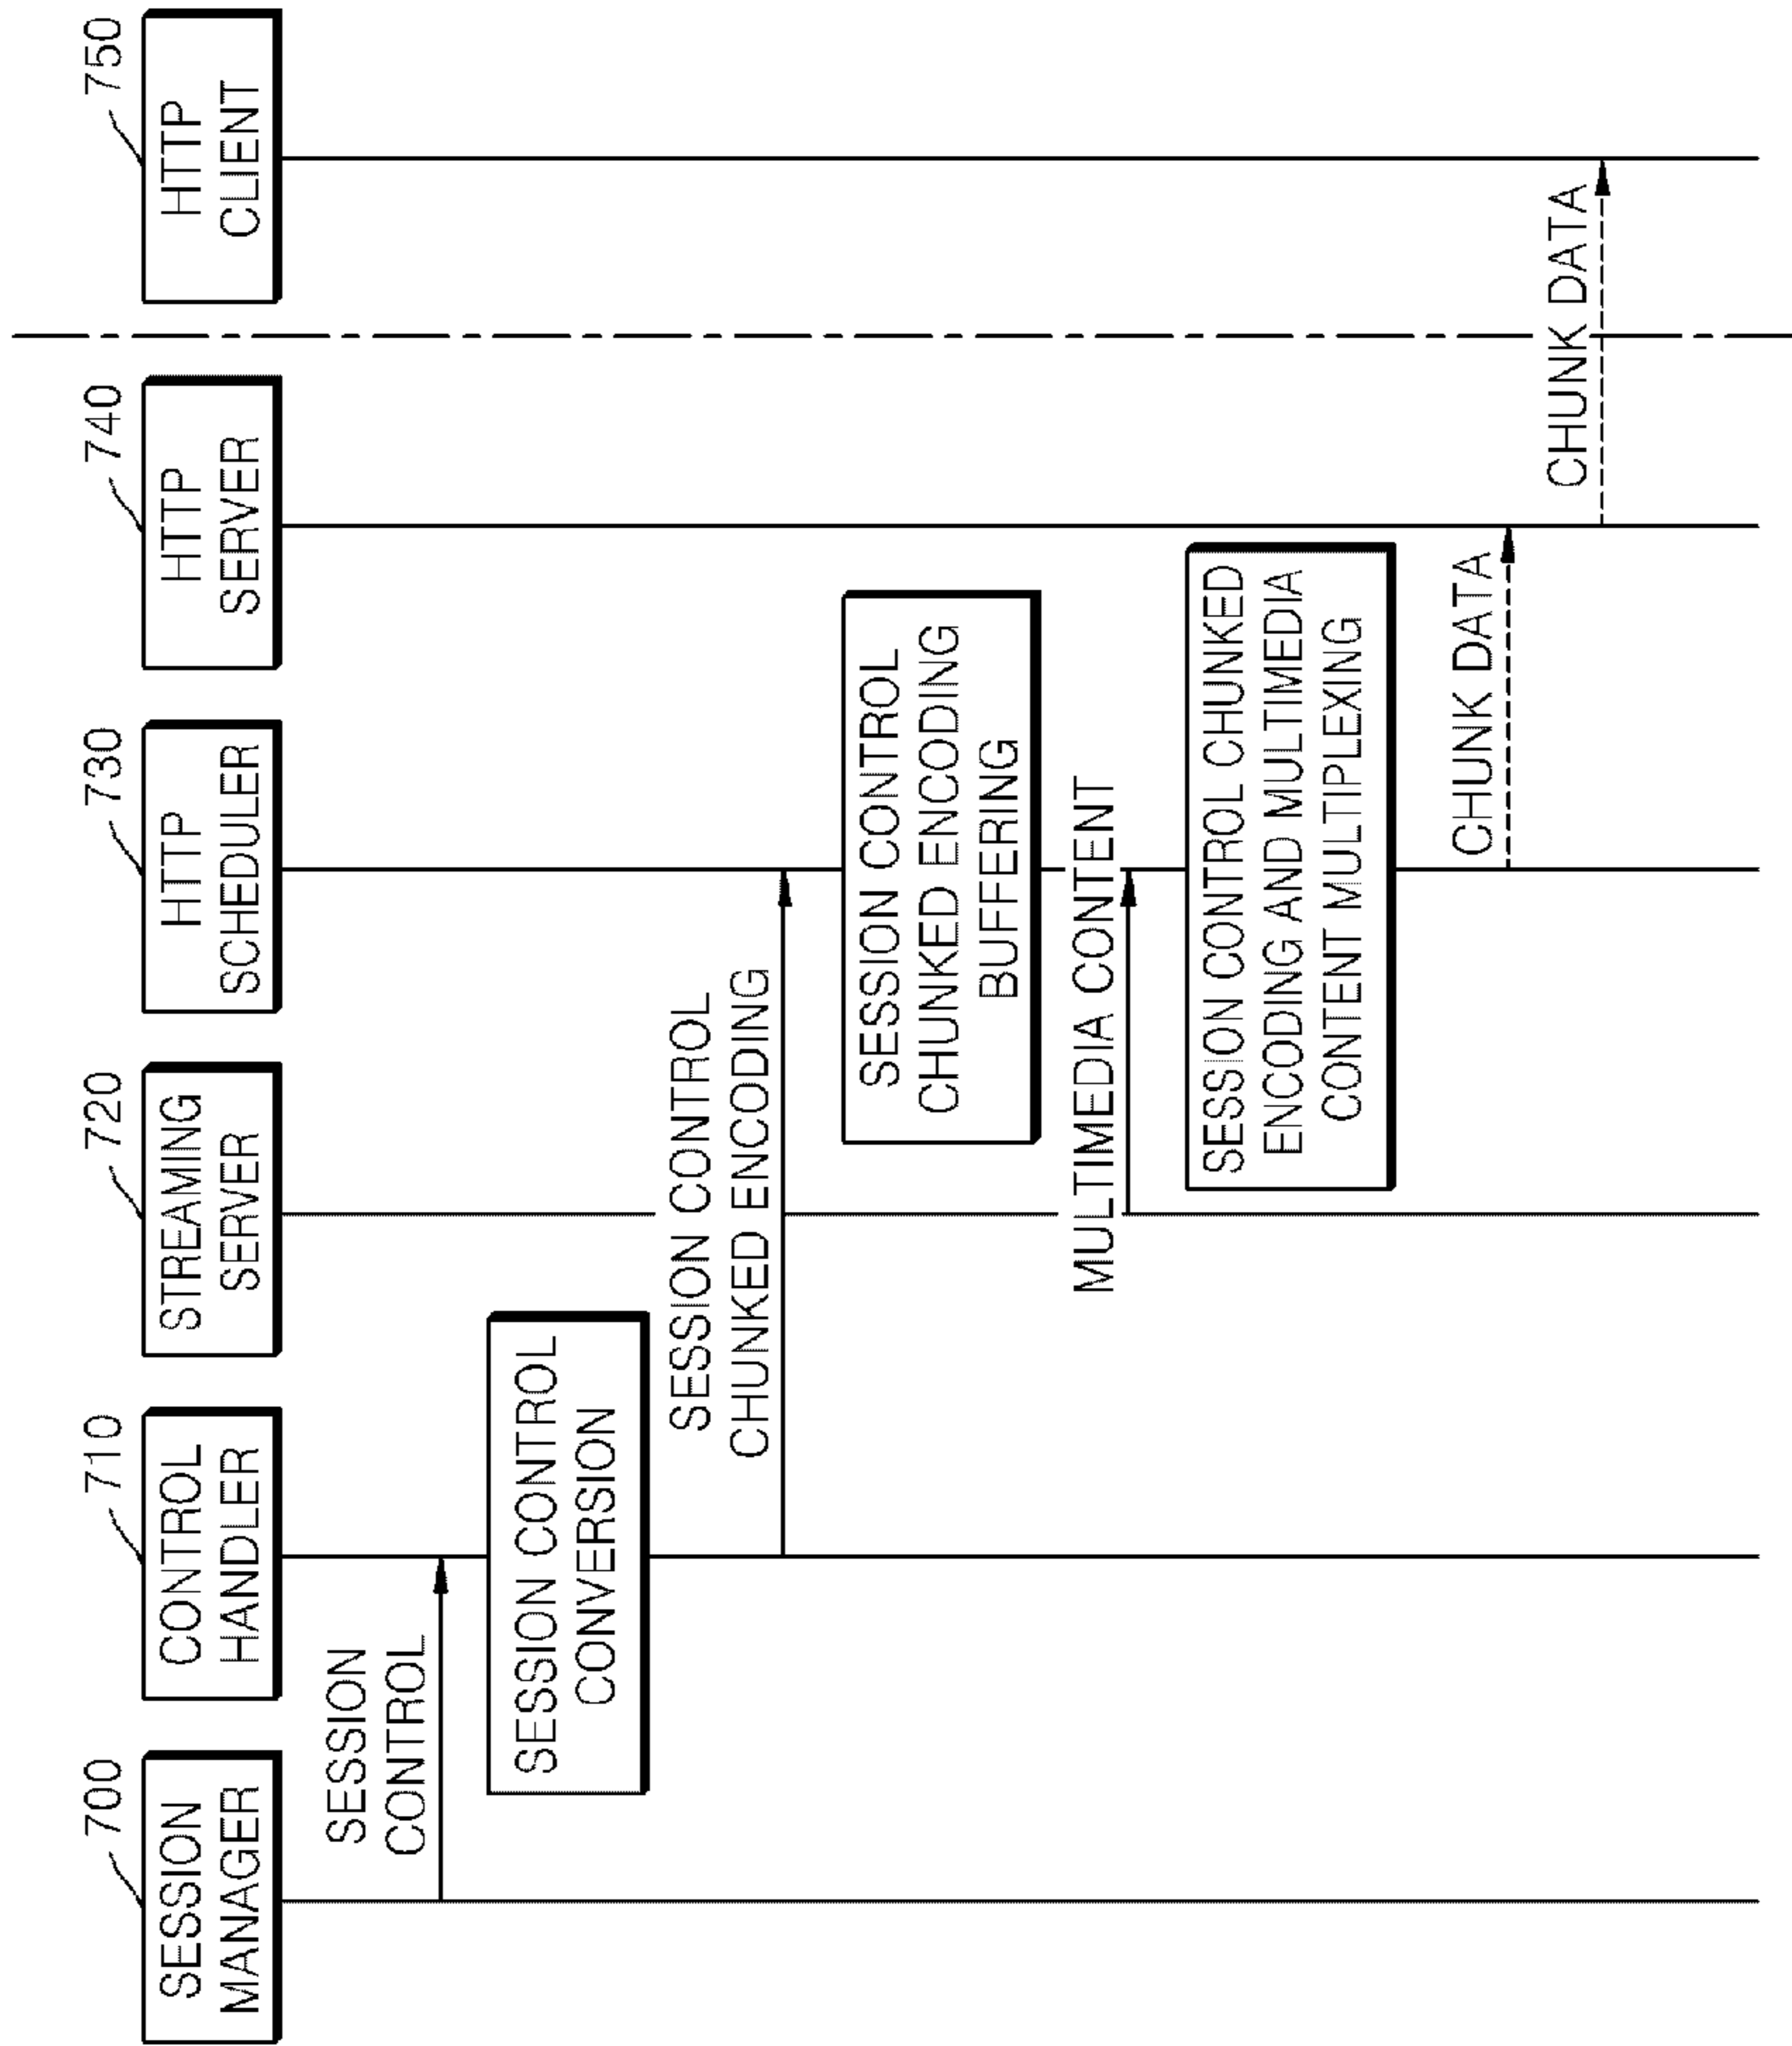 700
710
720
730
740
750
SESSION
MANAGER
CONTROL
HANDLER
STREAMING
SERVER
HTTP
SCHEDULER
HTTP
SERVER
HTTP
CLIENT
SESSION
CONTROL
SESSION CONTROL
CONVERSION
SESSION CONTROL
CHUNKED ENCODING
SESSION CONTROL
CHUNKED ENCODING
BUFFERING
MULTIMEDIA CONTENT
SESSION CONTROL CHUNKED
ENCODING AND MULTIMEDIA
CONTENT MULTIPLEXING
CHUNK DATA
CHUNK DATA